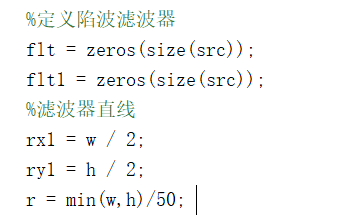 %定义陷波滤波器
flt = zeros(size(src));
flt1 = zeros(size(src));
%滤波器直线
rx1 = w / 2;
ry1 = h / 2;
r = min(w,h)/50;